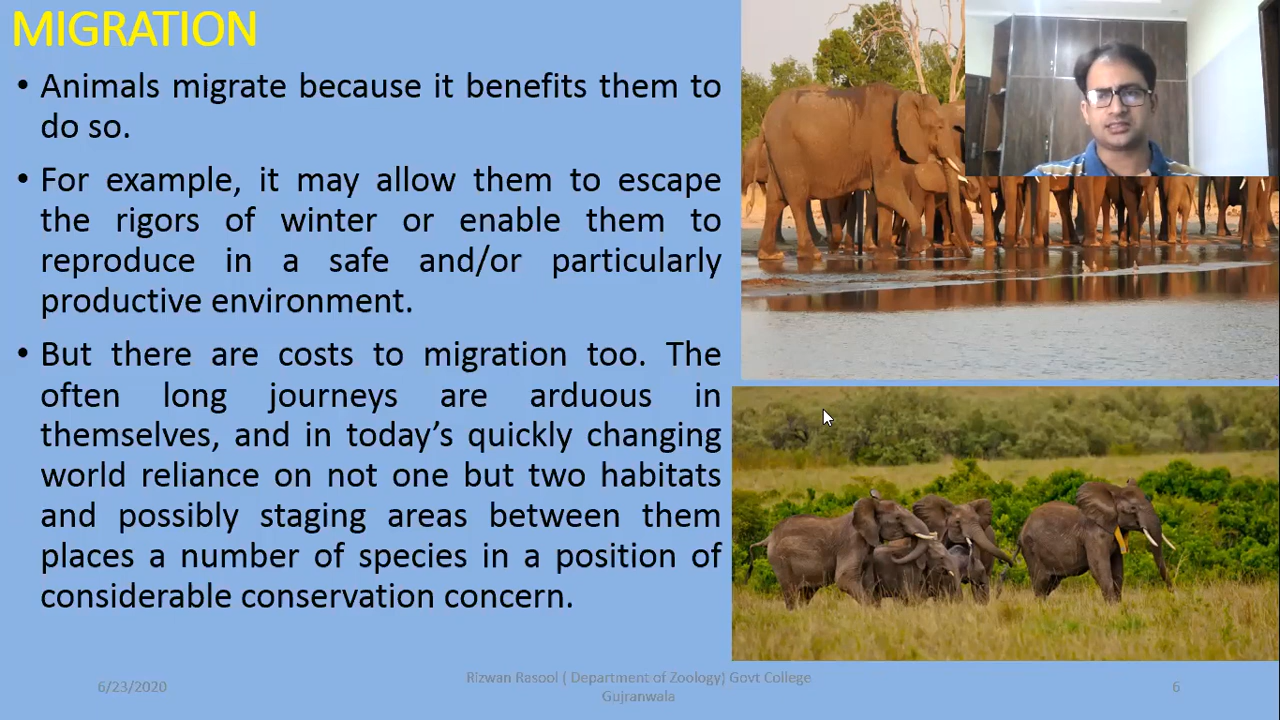 MIGRATION
• Animals migrate because it benefits them to
do so.
• For example, it may allow them to escape
the rigors of winter or enable them to
reproduce in a safe and/or particularly
productive environment.
• But there are costs to migration too. The
often long journeys are arduous in
themselves, and in today’s quickly changing
world reliance on not one but two habitats
and possibly staging areas between them
places a number of species in a position of
considerable conservation concern.
6/23/2020
Rizwan Rasool ( Department of Zoology) Govt College
Gujranwala
6